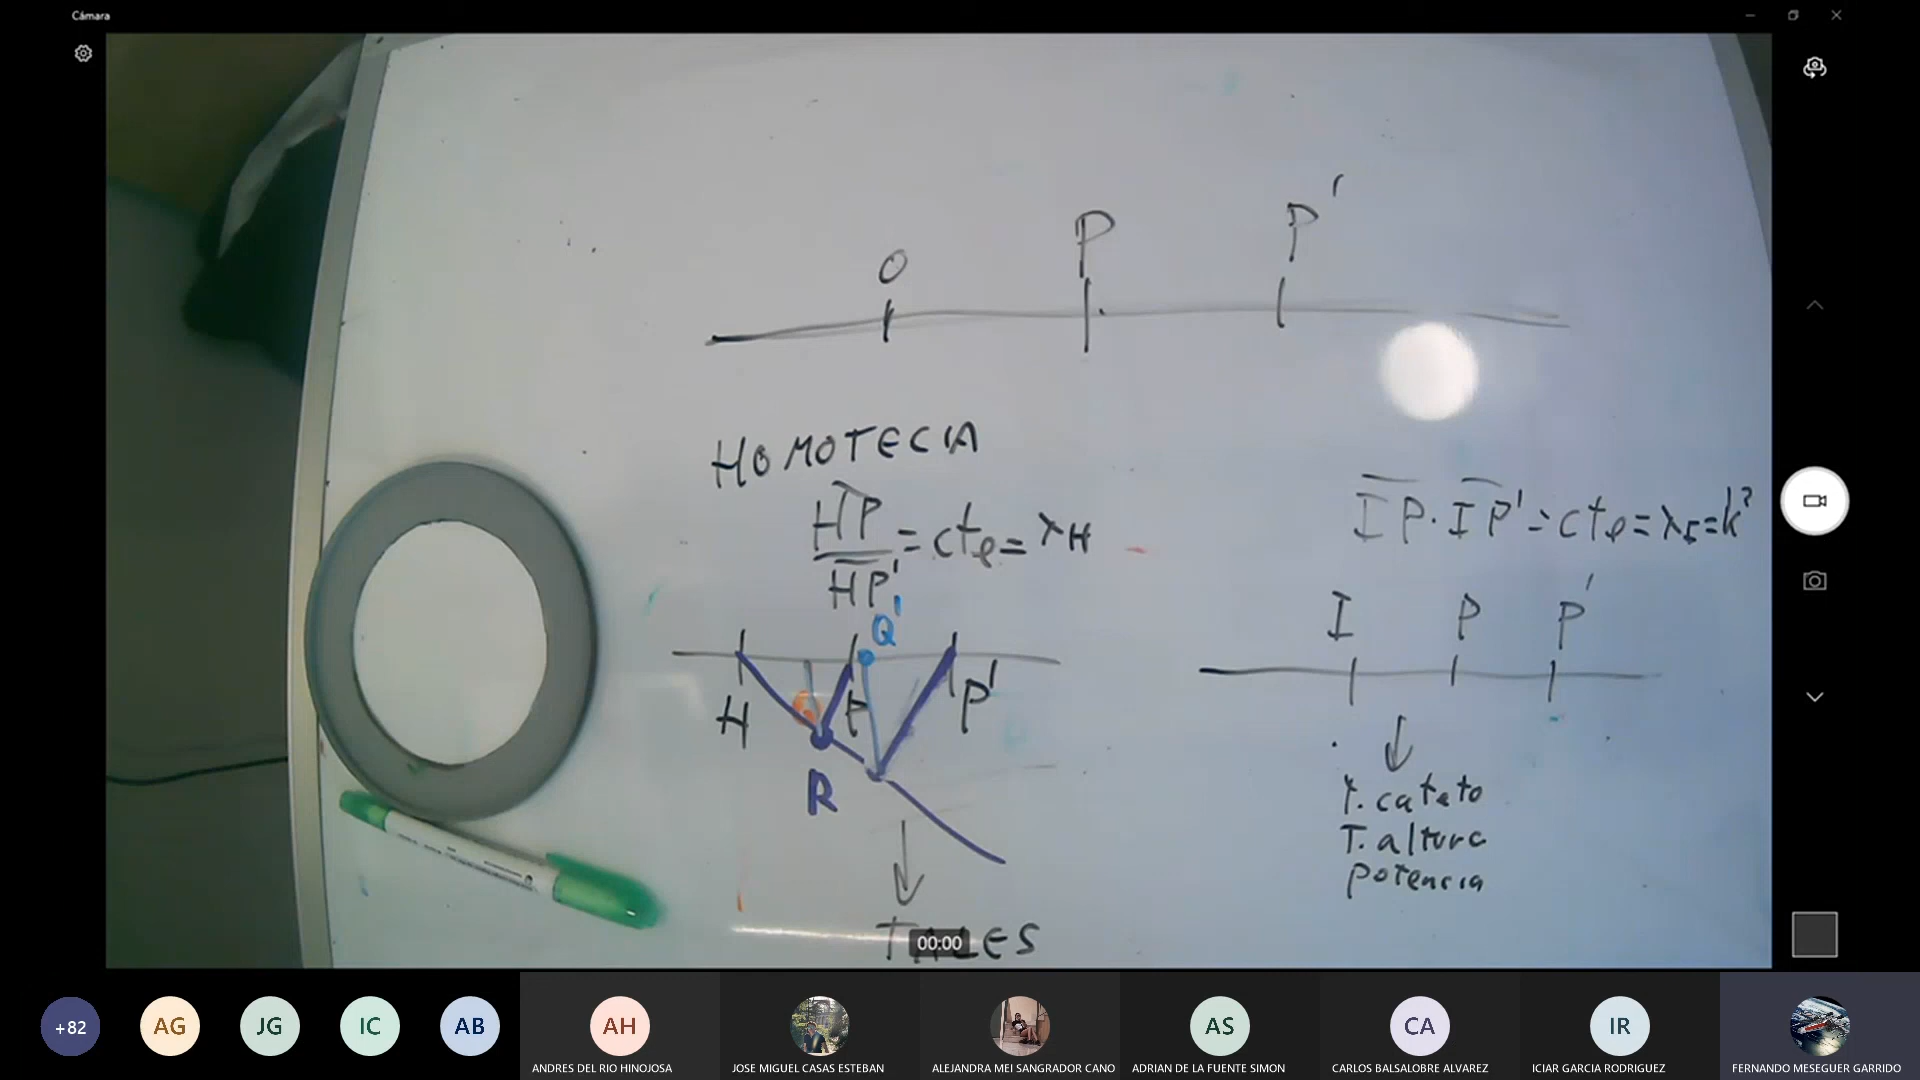 Cámara
O P P'
HOMOTECIA
HP
HP'
= cte = λH
IP · IP' = cte = λI = k²
Q'
H P P'
R
I P P'
T. cateto
T. altura
potencia
TALES
00:00
+82 AG JG IC AB AH AS CA IR
ANDRES DEL RIO HINOJOSA
JOSE MIGUEL CASAS ESTEBAN
ALEJANDRA MEI SANGRADOR CANO
ADRIAN DE LA FUENTE SIMON
CARLOS BALSALOBRE ALVAREZ
ICIAR GARCIA RODRIGUEZ
FERNANDO MESEGUER GARRIDO